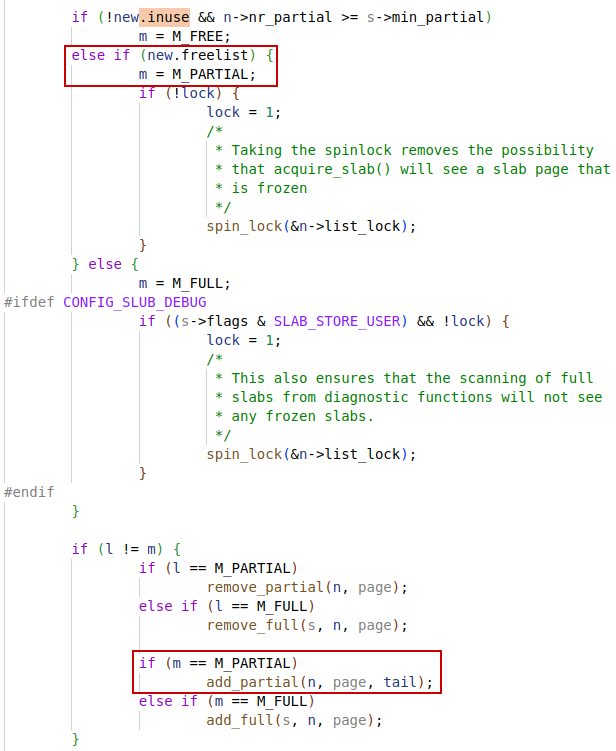 if (!new.inuse && n->nr_partial >= s->min_partial)
m = M_FREE;
else if (new.freelist) {
m = M_PARTIAL;
if (!lock) {
lock = 1;
/*
* Taking the spinlock removes the possibility
* that acquire_slab() will see a slab page that
* is frozen
*/
spin_lock(&n->list_lock);
}
} else {
m = M_FULL;
#ifdef CONFIG_SLUB_DEBUG
if ((s->flags & SLAB_STORE_USER) && !lock) {
lock = 1;
/*
* This also ensures that the scanning of full
* slabs from diagnostic functions will not see
* any frozen slabs.
*/
spin_lock(&n->list_lock);
}
#endif
}
if (l != m) {
if (l == M_PARTIAL)
remove_partial(n, page);
else if (l == M_FULL)
remove_full(s, n, page);
if (m == M_PARTIAL)
add_partial(n, page, tail);
else if (m == M_FULL)
add_full(s, n, page);
}